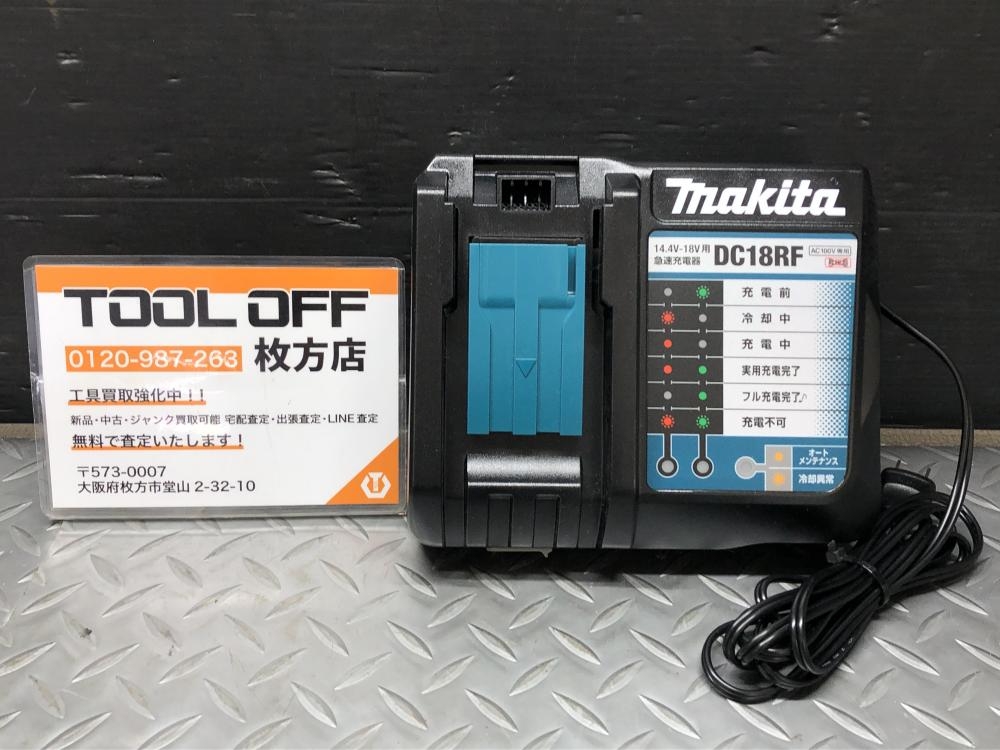 TOOL OFF
0120-987-263 枚方店
工具買取強化中!!
新品・中古・ジャンク買取可能 宅配査定・出張査定・LINE査定
無料で査定いたします!
〒573-0007
大阪府枚方市堂山 2-32-10
makita
14.4V-18V用
急速充電器
DC18RF
AC100V専用
充電前
冷却中
充電中
実用充電完了
フル充電完了♪
充電不可
オート
メンテナンス
冷却異常